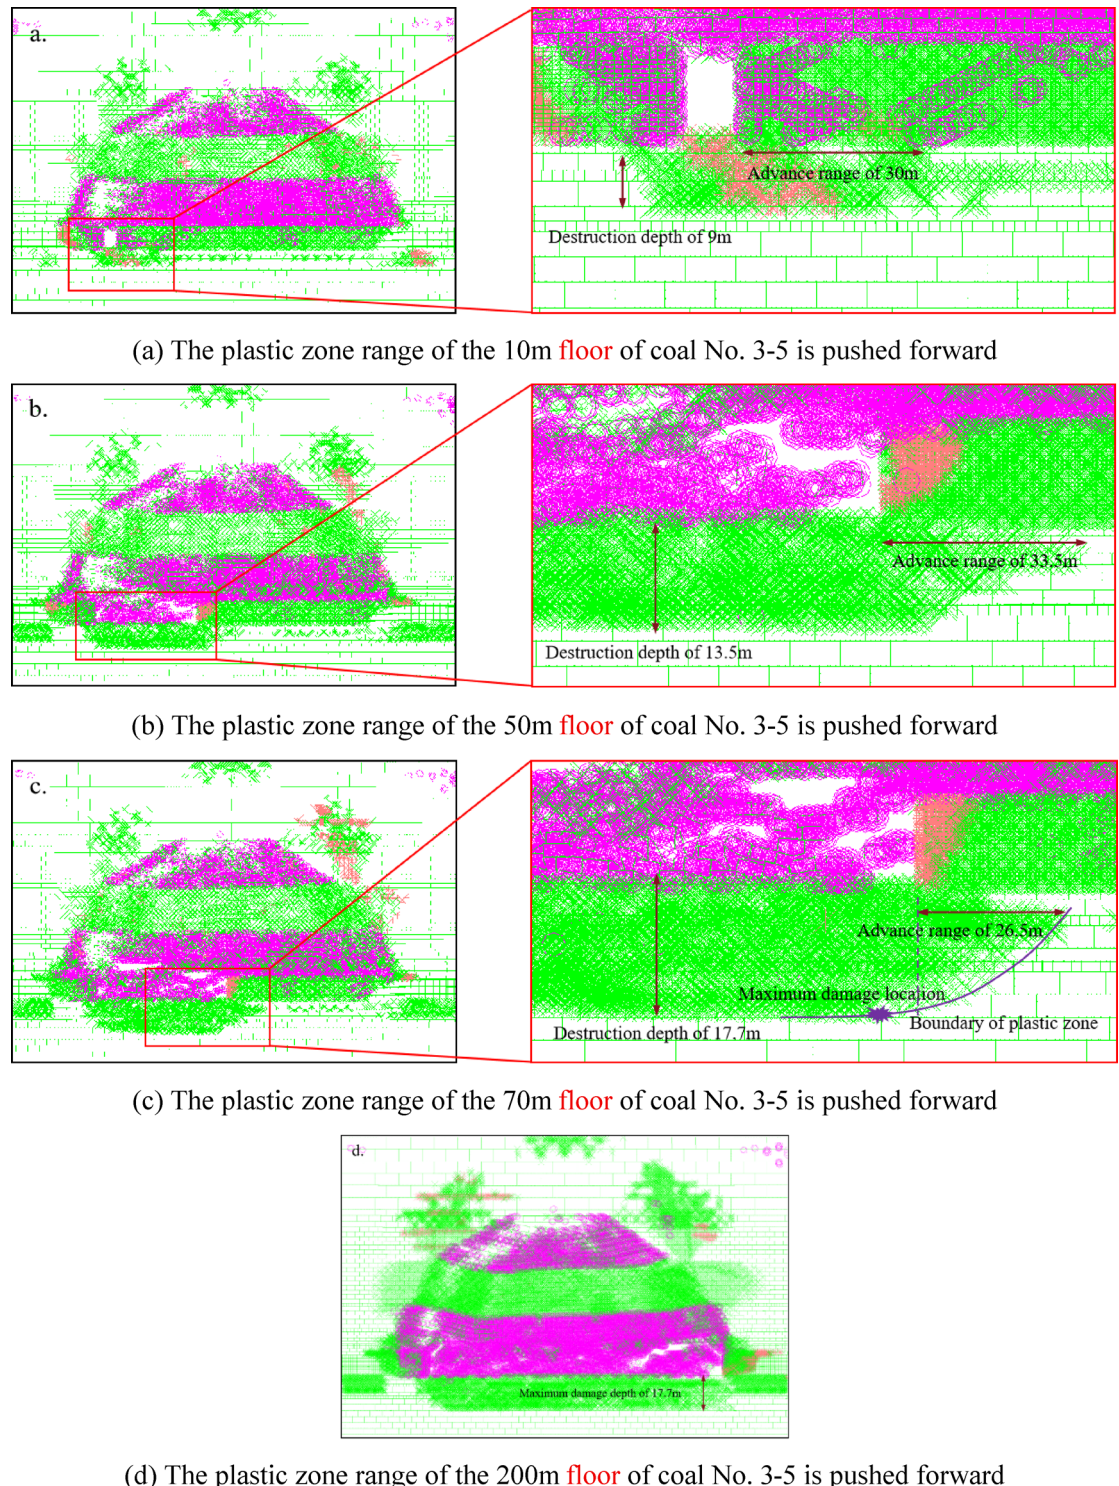 a.
Advance range of 30m
Destruction depth of 9m
(a) The plastic zone range of the 10m floor of coal No. 3-5 is pushed forward
b.
Advance range of 33.5m
Destruction depth of 13.5m
(b) The plastic zone range of the 50m floor of coal No. 3-5 is pushed forward
c.
Advance range of 26.5m
Maximum damage location
Boundary of plastic zone
Destruction depth of 17.7m
(c) The plastic zone range of the 70m floor of coal No. 3-5 is pushed forward
d.
Maximum damage depth of 17.7m
(d) The plastic zone range of the 200m floor of coal No. 3-5 is pushed forward